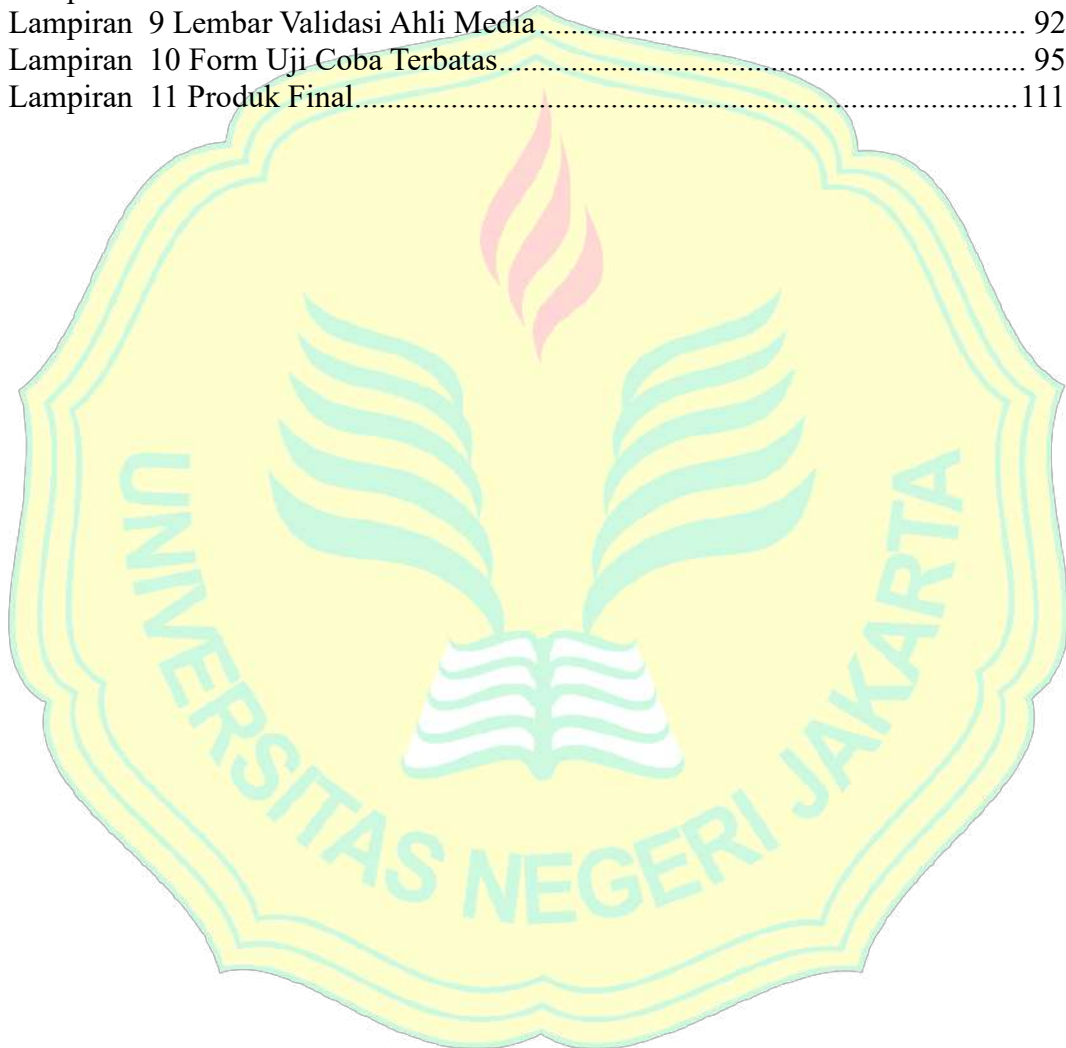 Lampiran 9 Lembar Validasi Ahli Media........................................................... 92
Lampiran 10 Form Uji Coba Terbatas................................................................ 95
Lampiran 11 Produk Final................................................................................111
UNIVERSITAS NEGERI JAKARTA